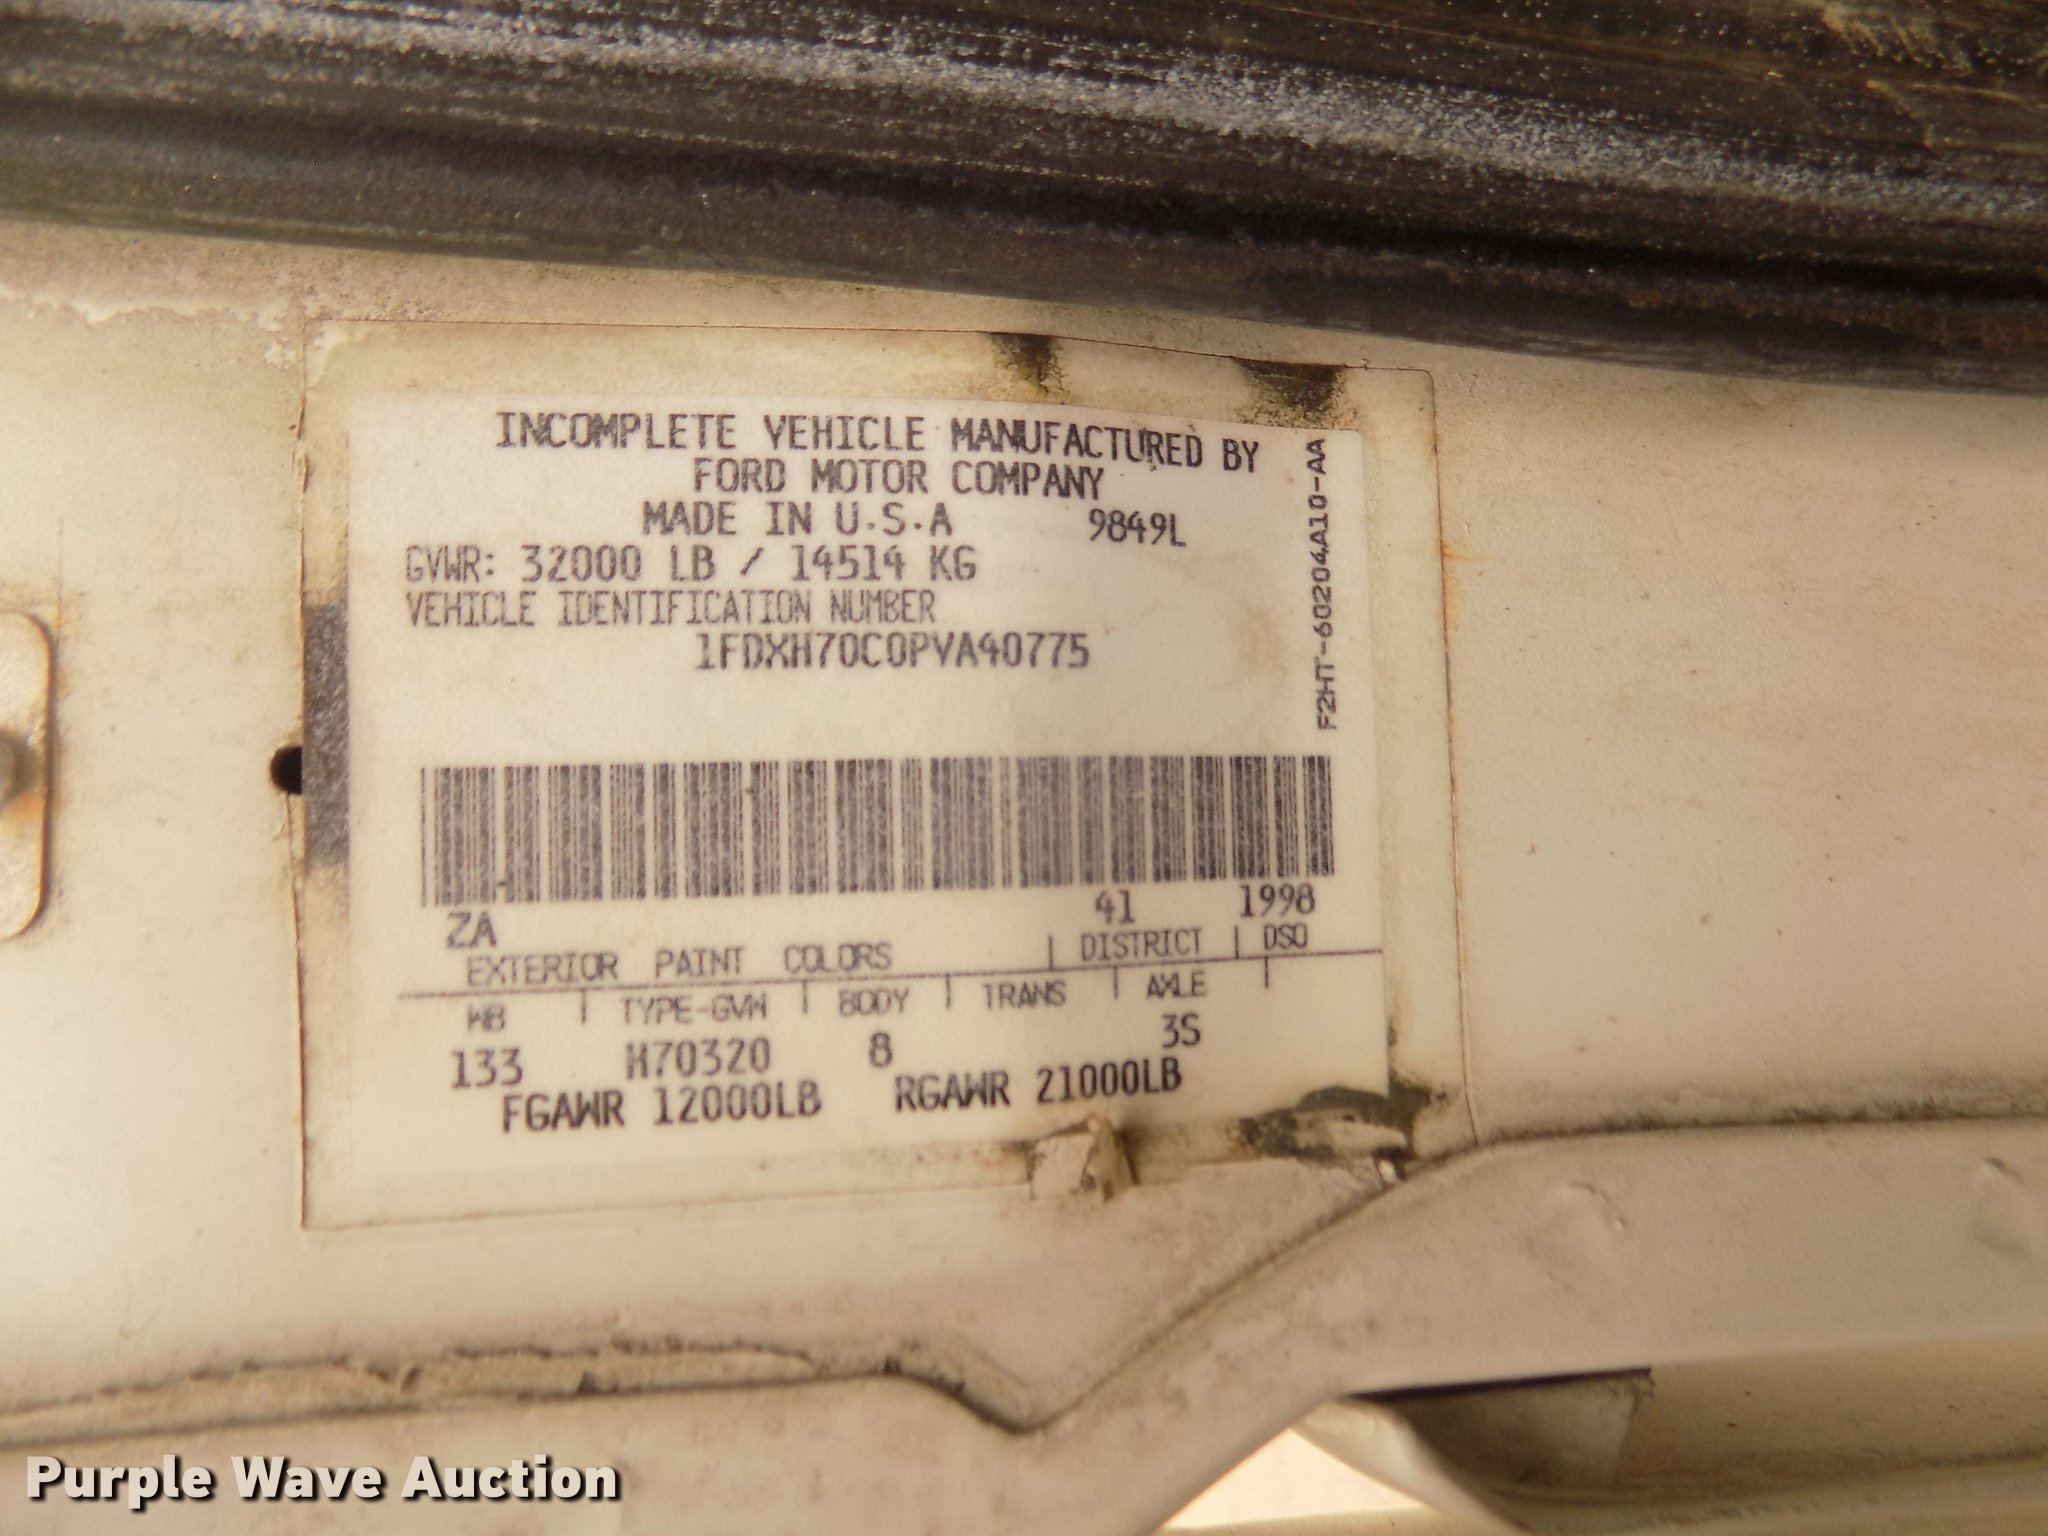 INCOMPLETE VEHICLE MANUFACTURED BY
FORD MOTOR COMPANY
MADE IN U.S.A 9849L
GVWR: 32000 LB / 14514 KG
VEHICLE IDENTIFICATION NUMBER
1FDXH70C0PVA40775
F2HT-60204A10-AA
ZA 41 1998
EXTERIOR PAINT COLORS DISTRICT DSO
WB TYPE-GVW BODY TRANS AXLE
133 H70320 8 3S
FGAWR 12000LB RGAWR 21000LB
Purple Wave Auction